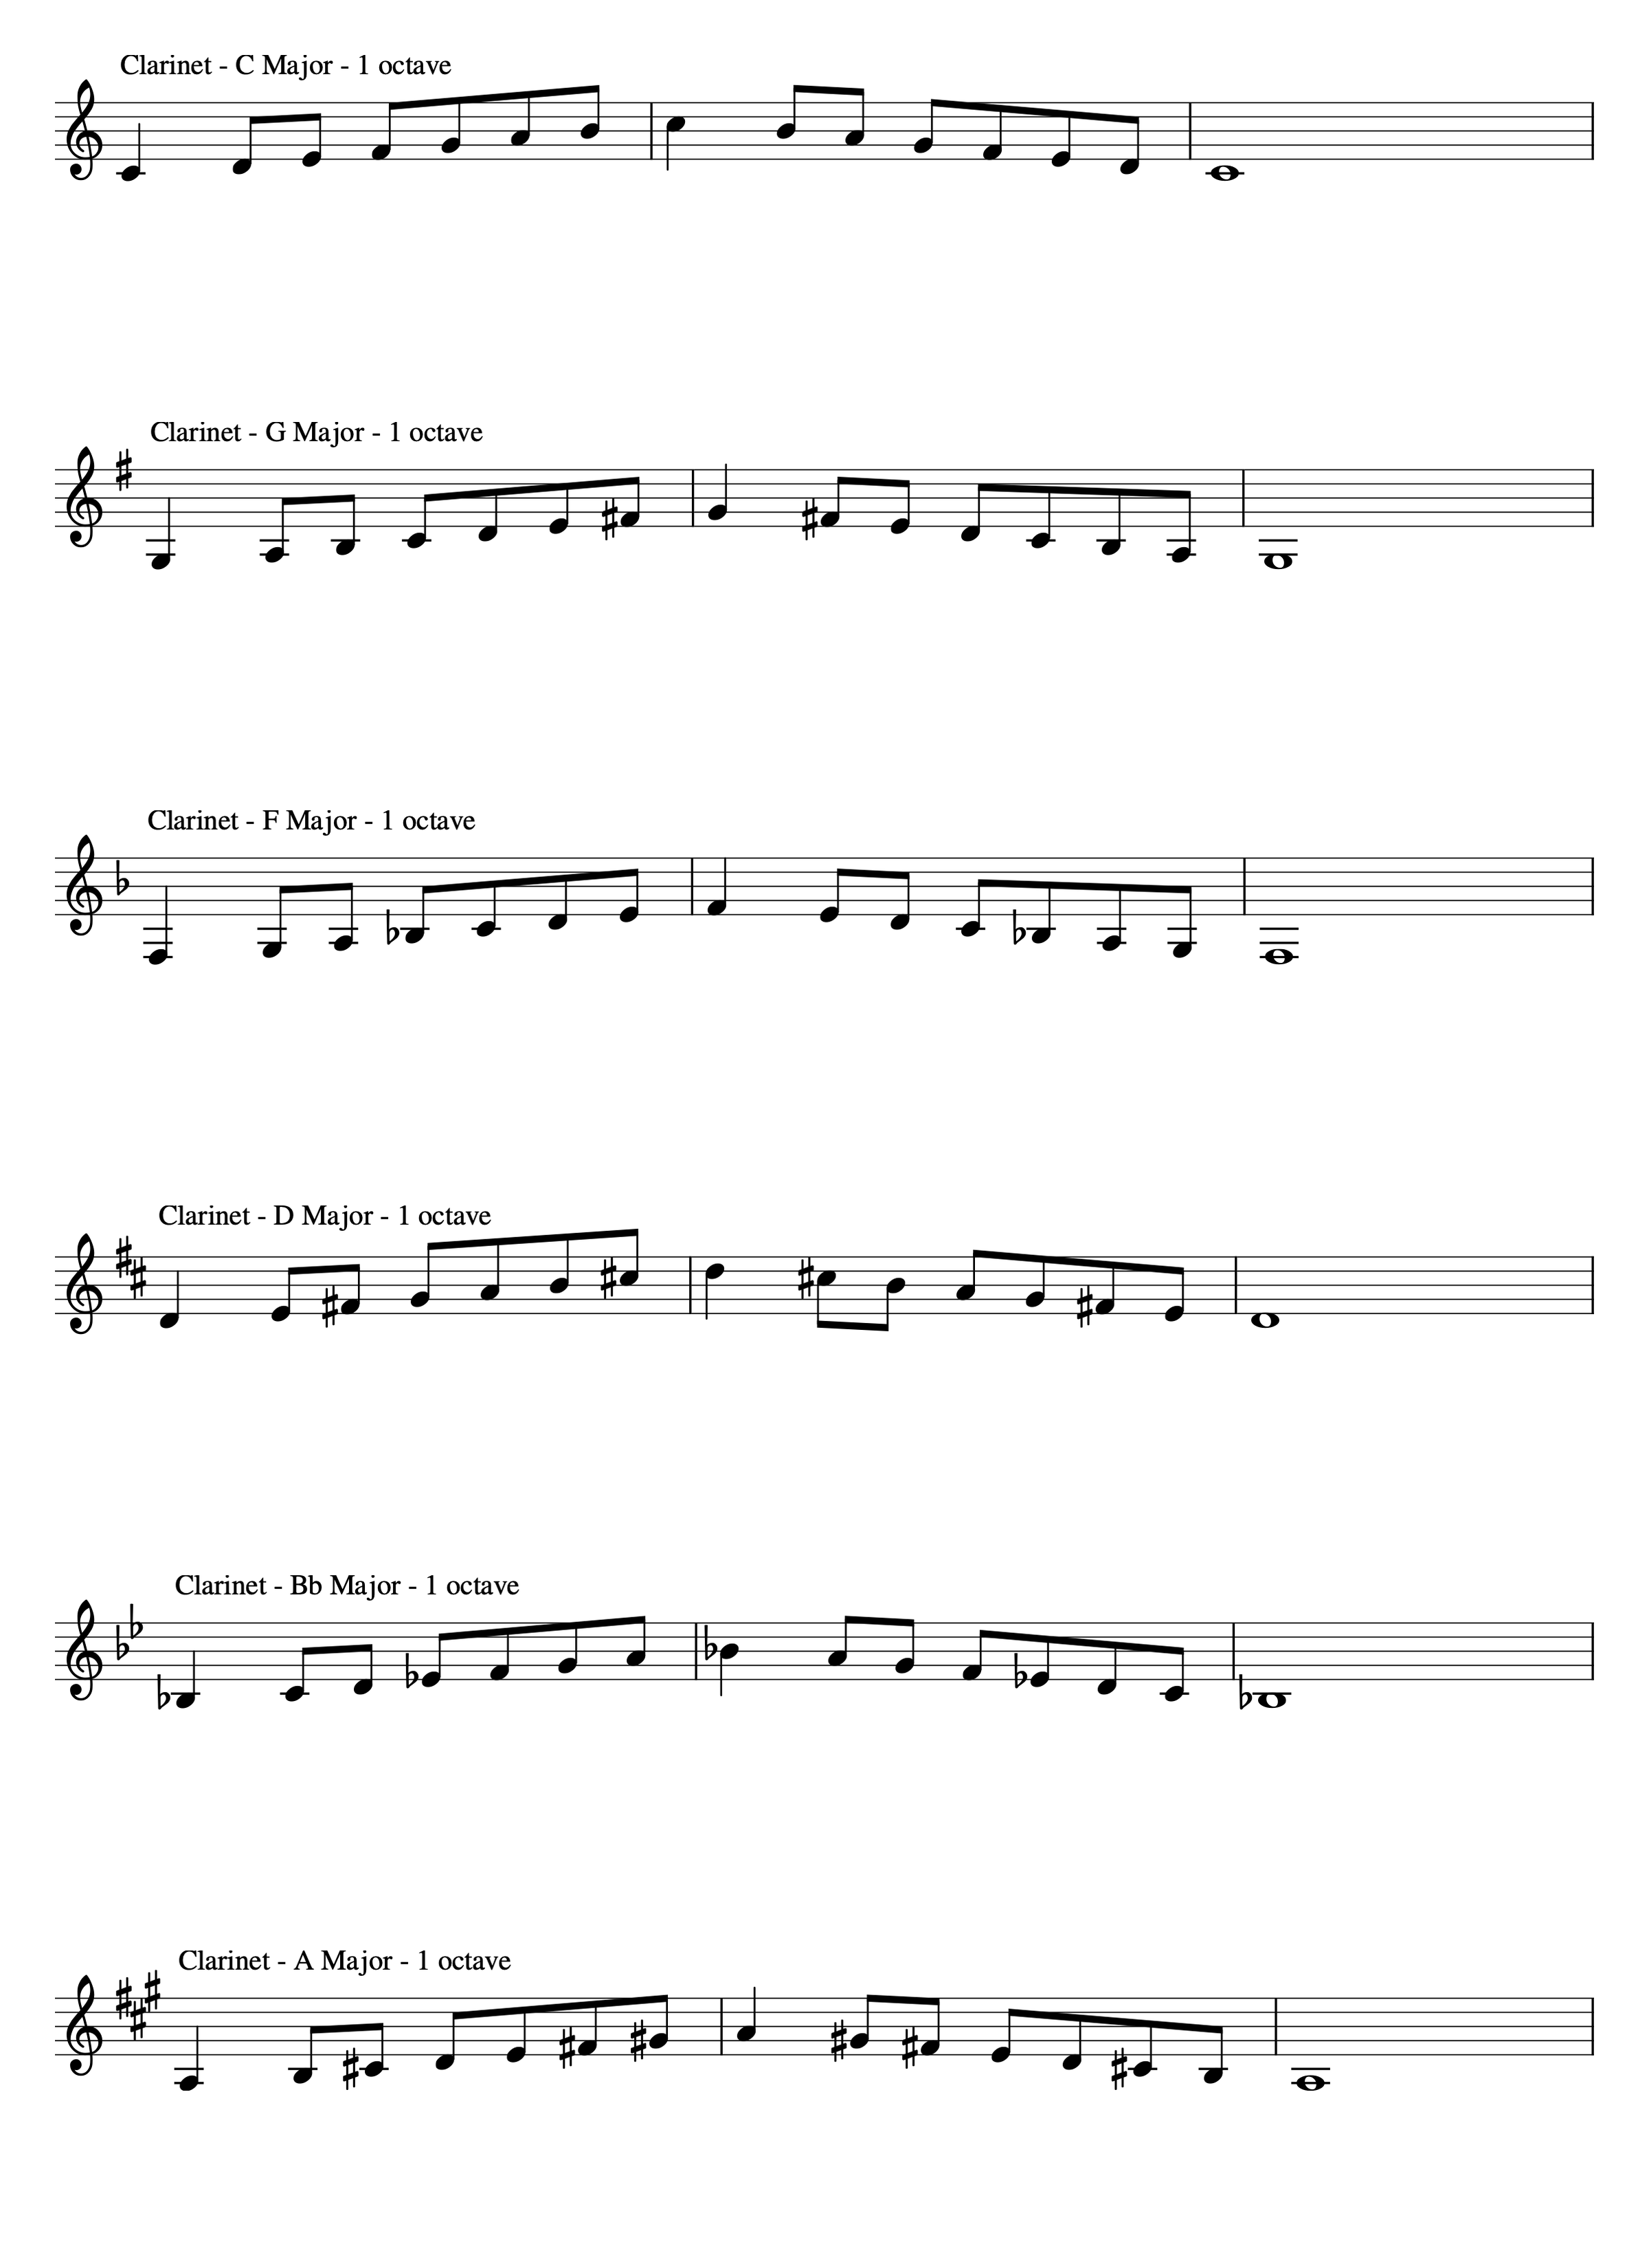 Clarinet - C Major - 1 octave
Clarinet - G Major - 1 octave
Clarinet - F Major - 1 octave
Clarinet - D Major - 1 octave
Clarinet - Bb Major - 1 octave
Clarinet - A Major - 1 octave